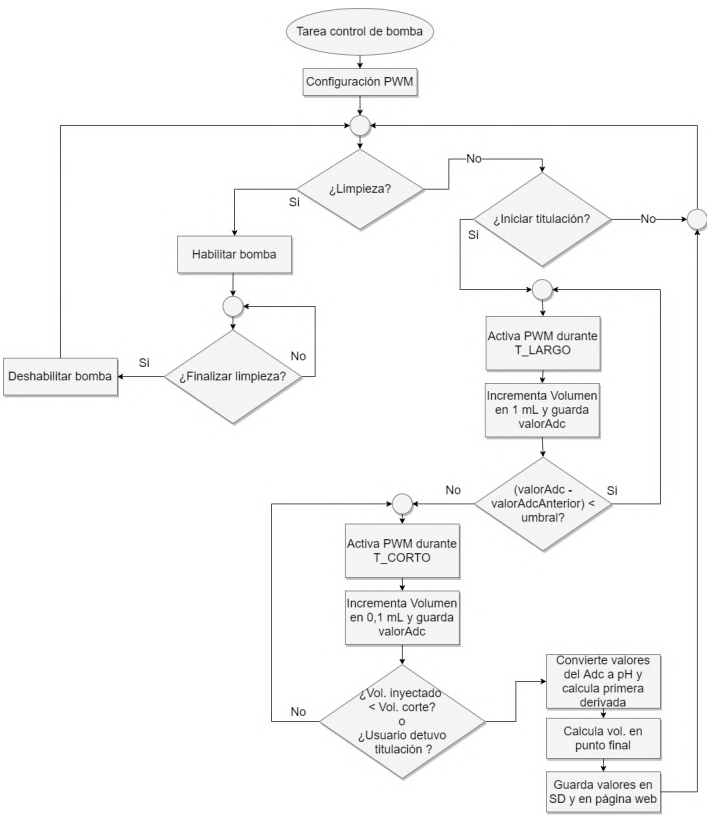 Tarea control de bomba
Configuración PWM
¿Limpieza?
No
Si
¿Iniciar titulación?
No
Si
Habilitar bomba
¿Finalizar limpieza?
No
Si
Deshabilitar bomba
Activa PWM durante
T_LARGO
Incrementa Volumen
en 1 mL y guarda
valorAdc
(valorAdc -
valorAdcAnterior) <
umbral?
Si
No
Activa PWM durante
T_CORTO
Incrementa Volumen
en 0,1 mL y guarda
valorAdc
¿Vol. inyectado
< Vol. corte?
o
¿Usuario detuvo
titulación ?
No
Convierte valores
del Adc a pH y
calcula primera
derivada
Calcula vol. en
punto final
Guarda valores en
SD y en página web